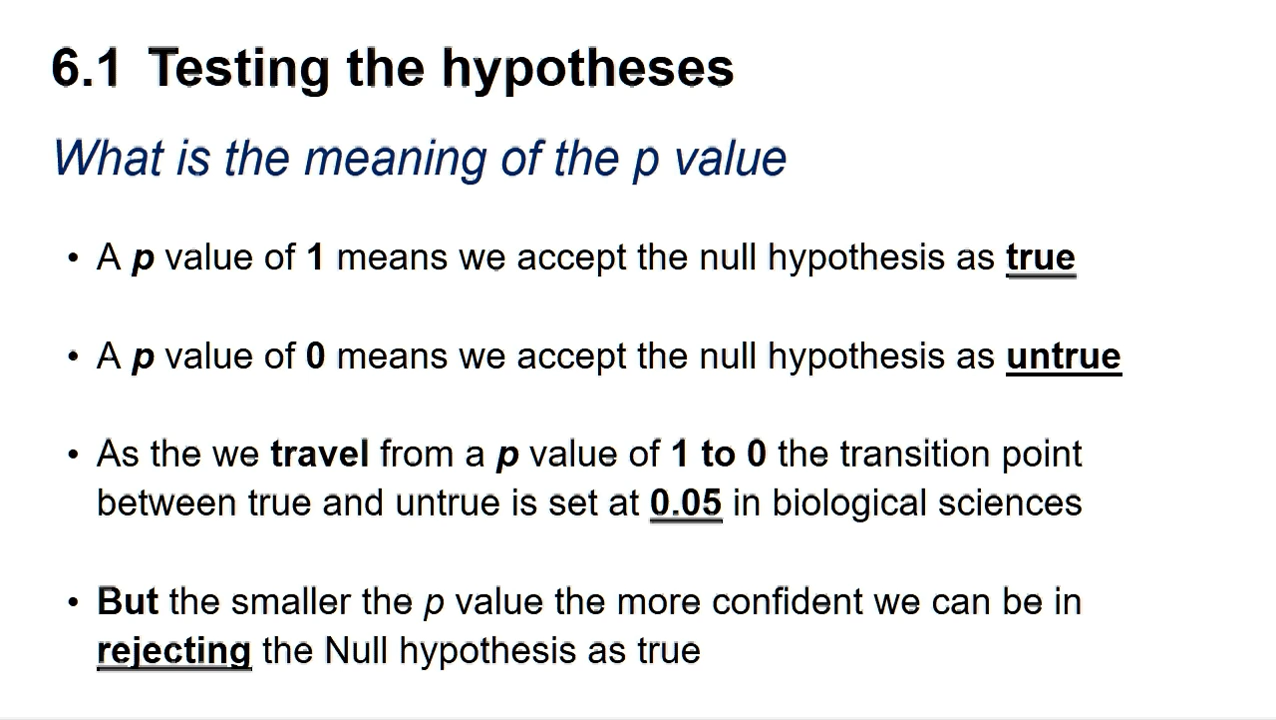 6.1 Testing the hypotheses
What is the meaning of the p value
• A p value of 1 means we accept the null hypothesis as true
• A p value of 0 means we accept the null hypothesis as untrue
• As the we travel from a p value of 1 to 0 the transition point
between true and untrue is set at 0.05 in biological sciences
• But the smaller the p value the more confident we can be in
rejecting the Null hypothesis as true